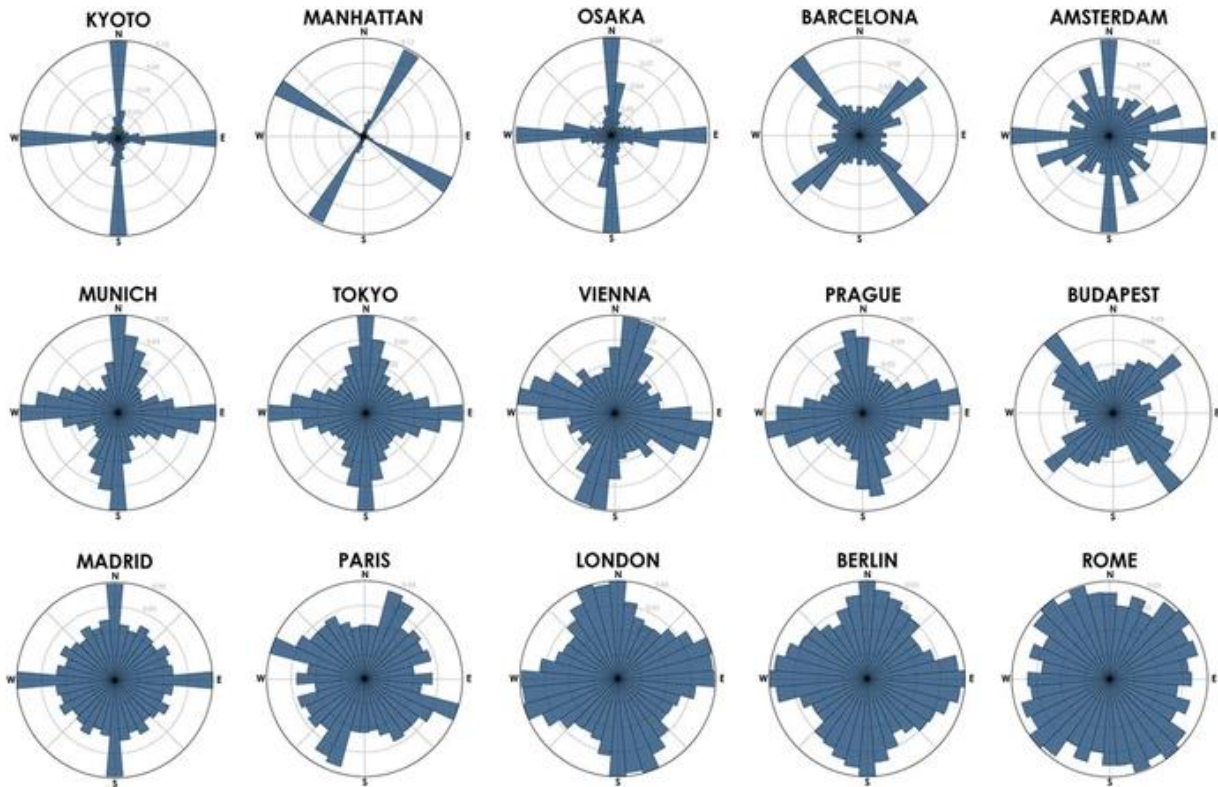 KYOTO MANHATTAN OSAKA BARCELONA AMSTERDAM
N N N N N
W E W E W E W E W E
S S S S S
MUNICH TOKYO VIENNA PRAGUE BUDAPEST
N N N N N
W E W E W E W E W E
S S S S S
MADRID PARIS LONDON BERLIN ROME
N N N N N
W E W E W E W E W E
S S S S S